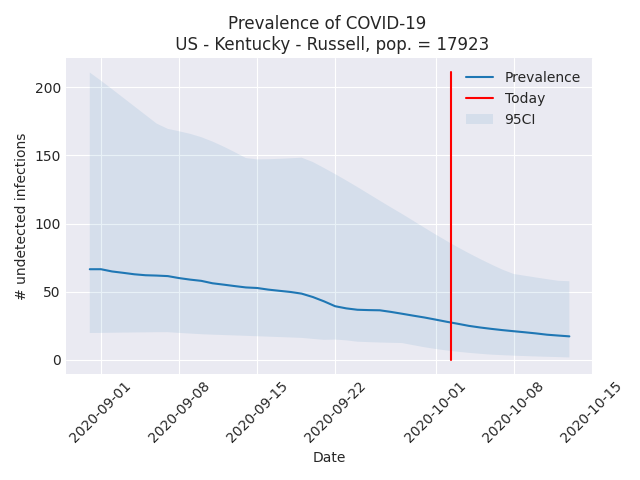 Prevalence of COVID-19
US - Kentucky - Russell, pop. = 17923
Prevalence
Today
95CI
# undetected infections
200
150
100
50
0
2020-09-01
2020-09-08
2020-09-15
2020-09-22
2020-10-01
2020-10-08
2020-10-15
Date